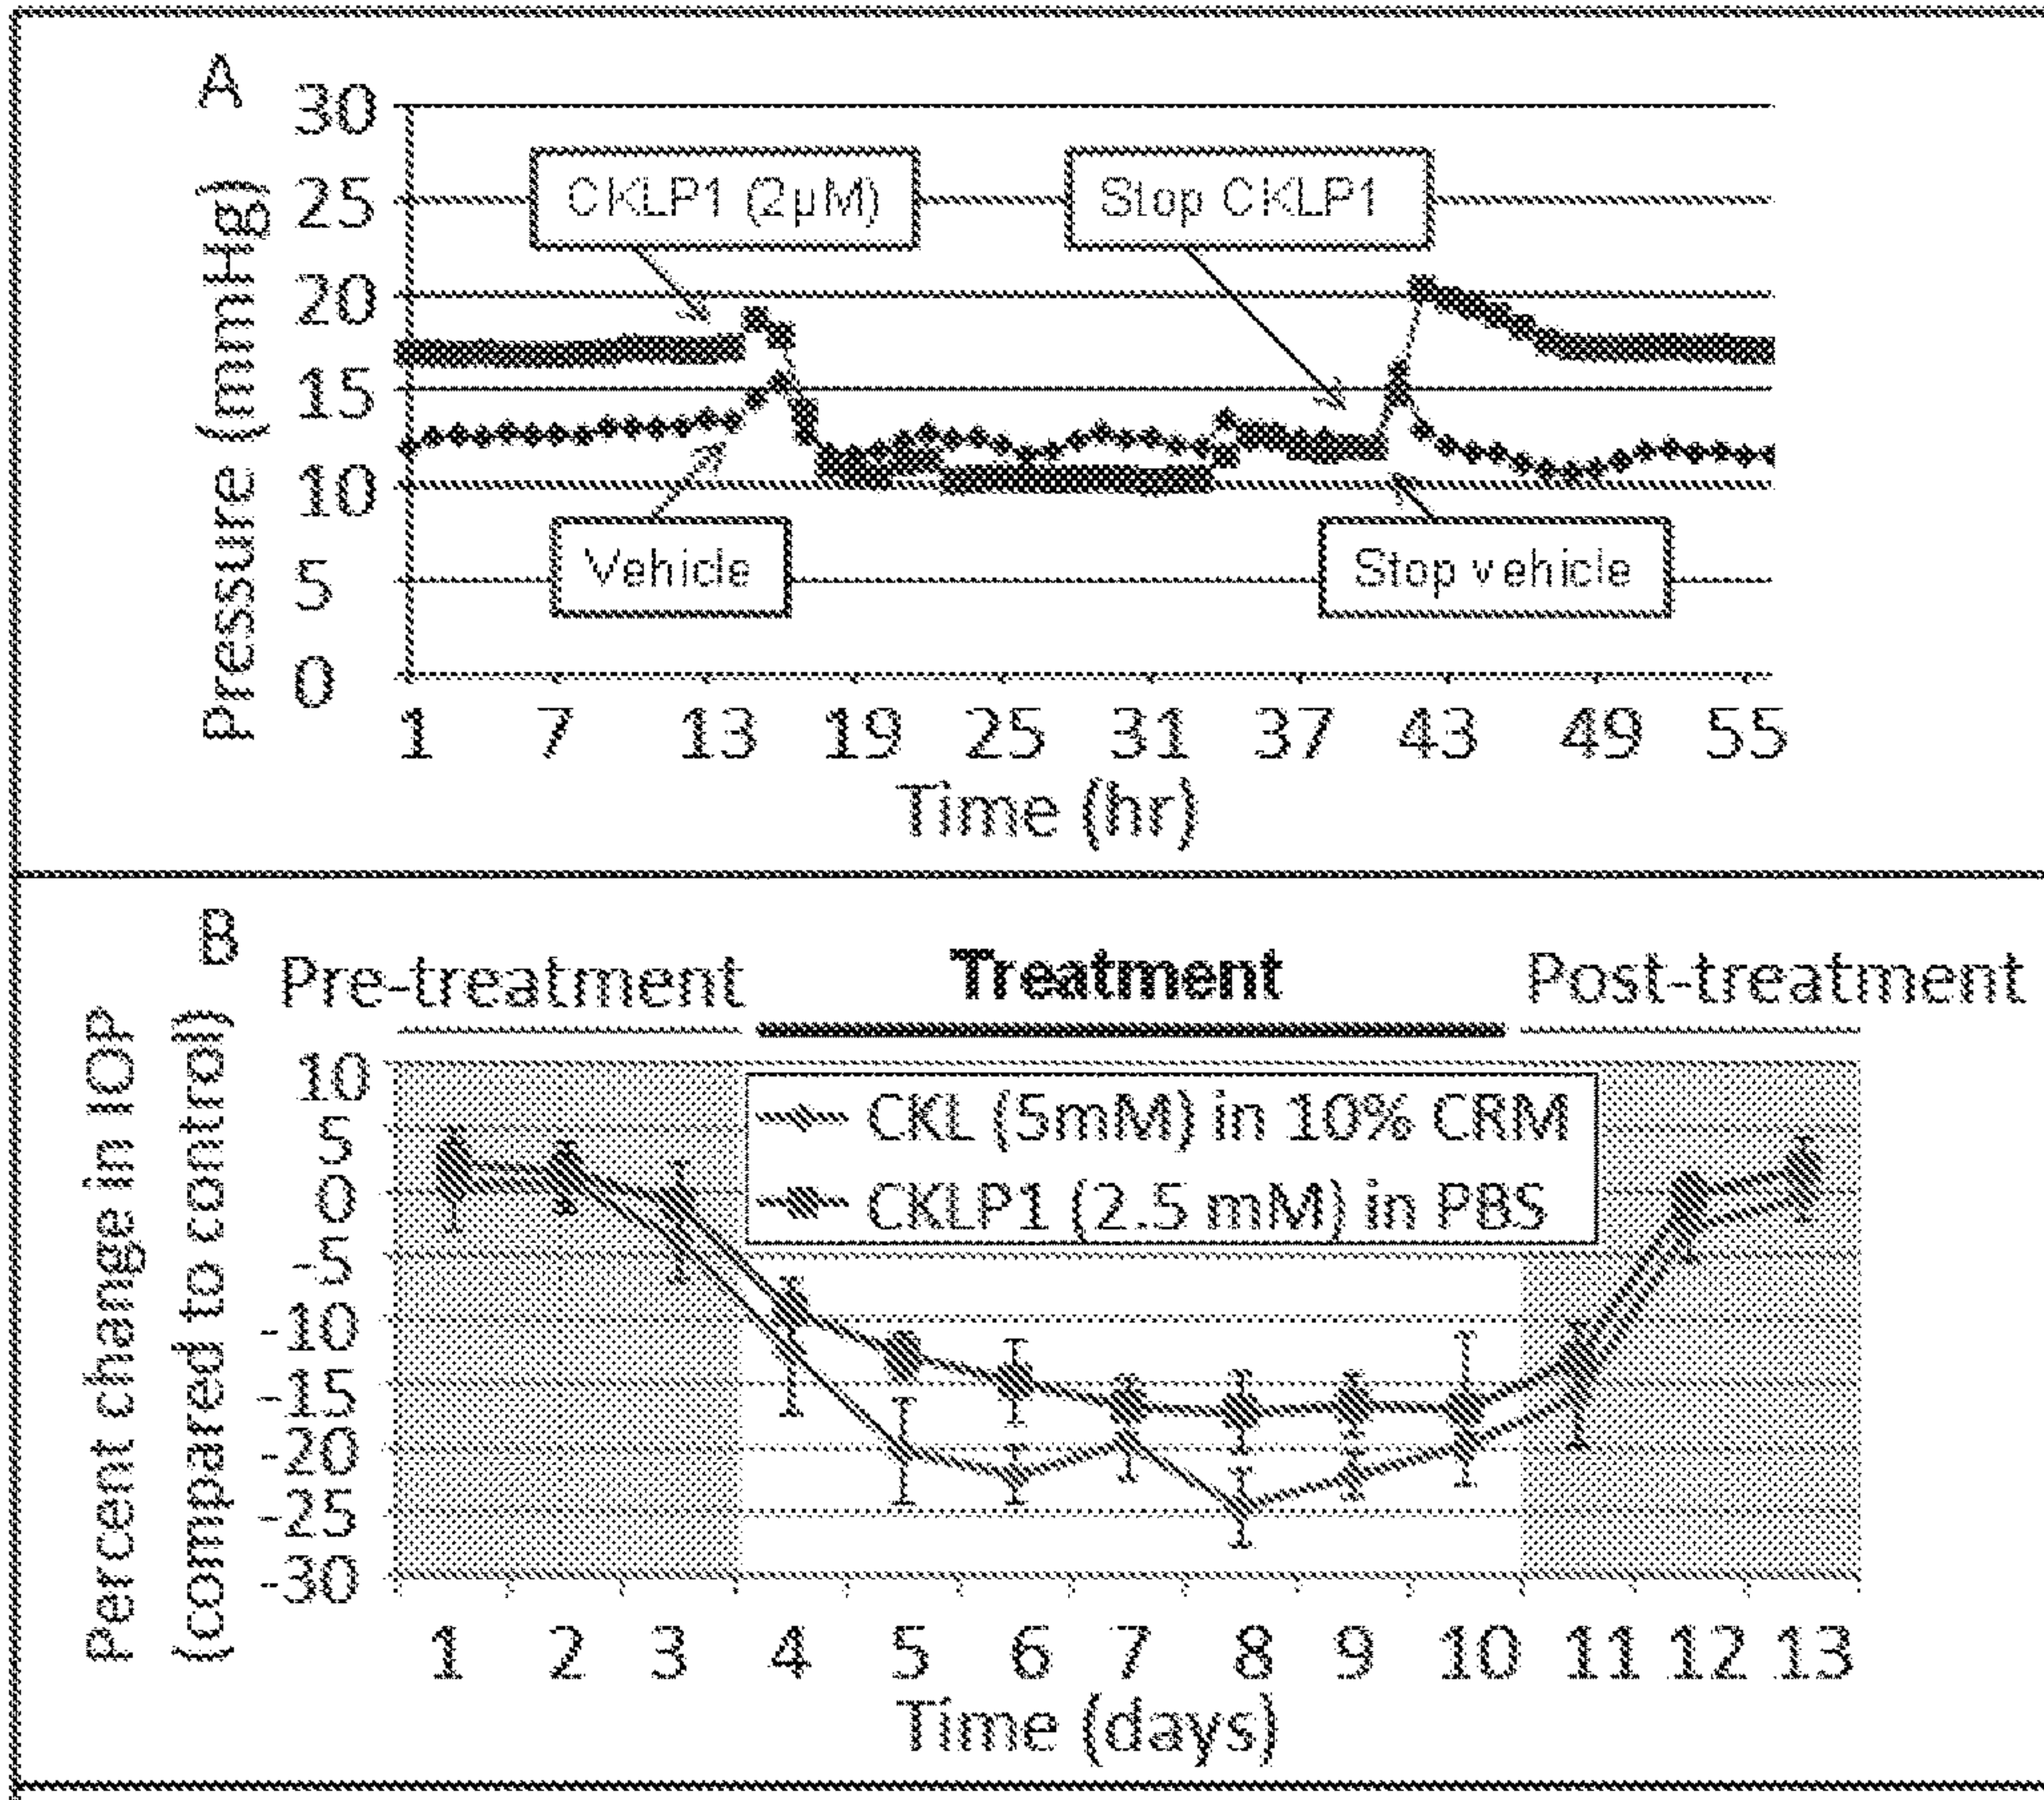 A
30
25
20
15
10
5
0
Pressure (mmHg)
CKLP1 (2µM)
Stop CKLP1
Vehicle
Stop vehicle
1 7 13 19 25 31 37 43 49 55
Time (hr)
B
Pre-treatment Treatment Post-treatment
Percent change in IOP
(compared to control)
10
5
0
-5
-10
-15
-20
-25
-30
CKL (5mM) in 10% CRM
CKLP1 (2.5 mM) in PBS
1 2 3 4 5 6 7 8 9 10 11 12 13
Time (days)